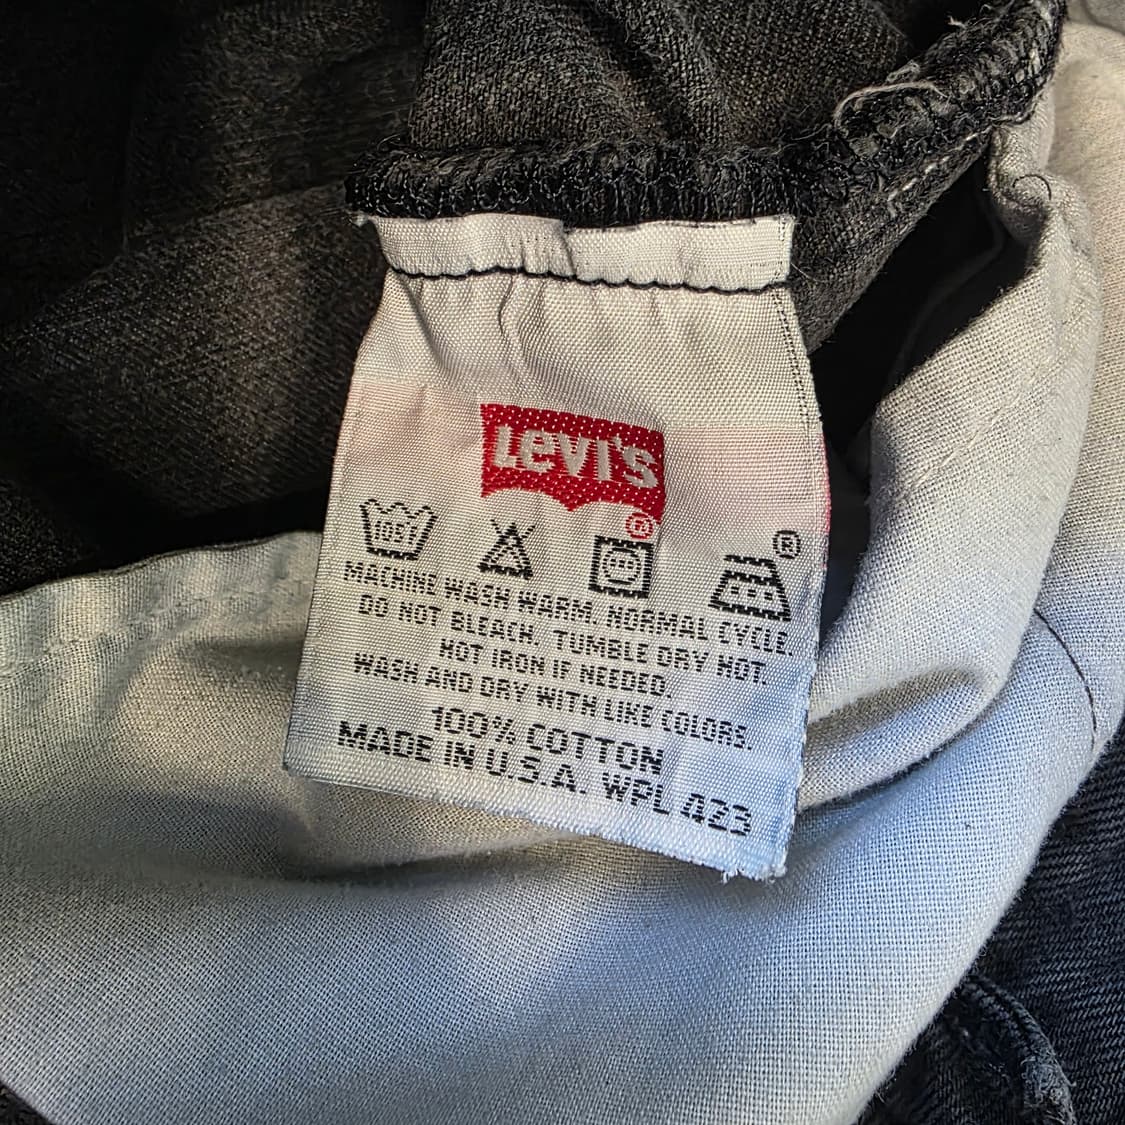 LEVI'S
®
105F
®
MACHINE WASH WARM. NORMAL CYCLE.
DO NOT BLEACH. TUMBLE DRY HOT.
HOT IRON IF NEEDED.
WASH AND DRY WITH LIKE COLORS.
100% COTTON
MADE IN U.S.A. WPL 423